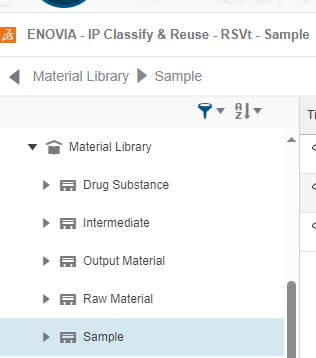 ENOVIA - IP Classify & Reuse - RSVt - Sample
Material Library
Sample
A
Z
Material Library
Drug Substance
Intermediate
Output Material
Raw Material
Sample